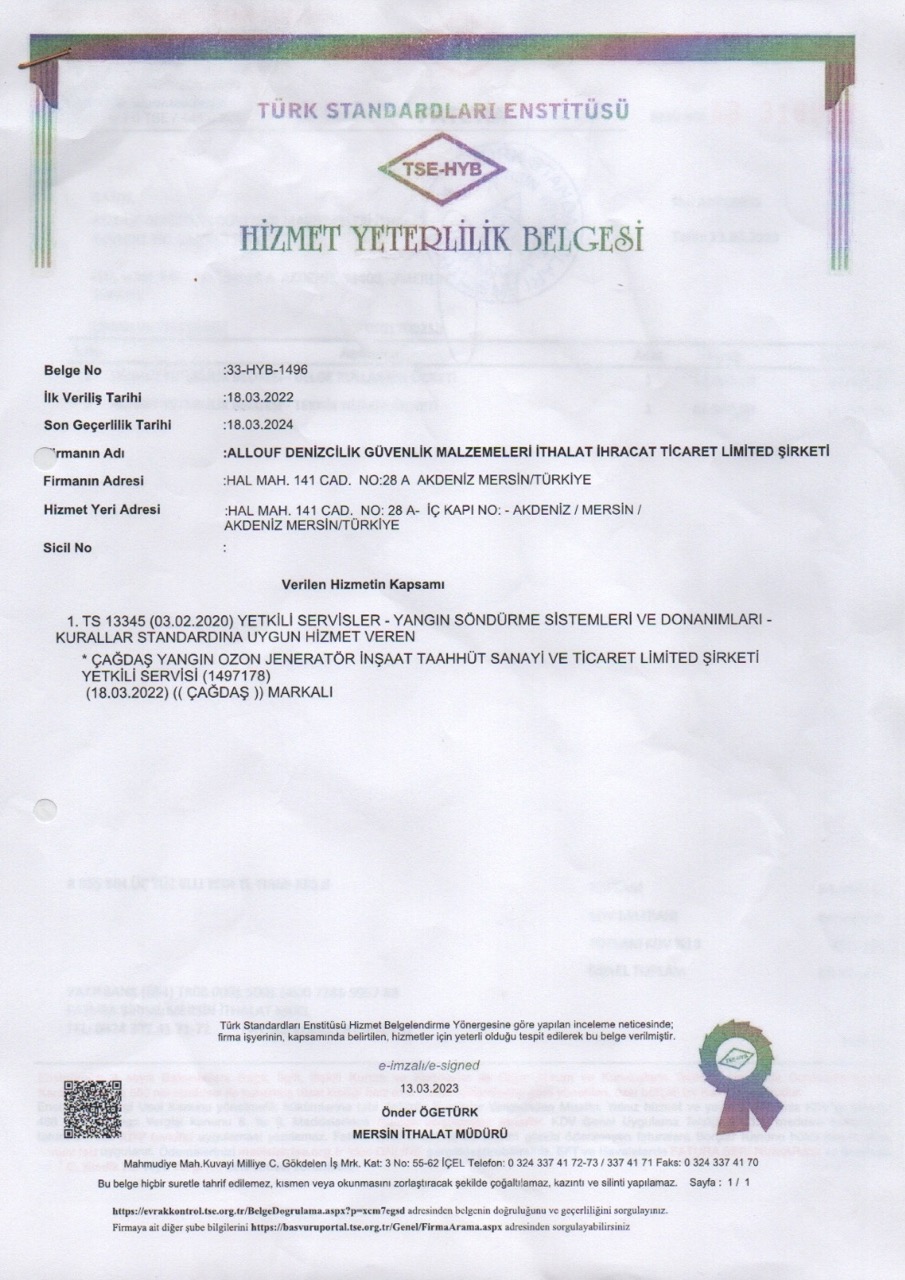 TÜRK STANDARDLARI ENSTİTÜSÜ
TSE-HYB
HİZMET YETERLİLİK BELGESİ
Belge No :33-HYB-1496
İlk Veriliş Tarihi :18.03.2022
Son Geçerlilik Tarihi :18.03.2024
rmanın Adı :ALLOUF DENİZCİLİK GÜVENLİK MALZEMELERİ İTHALAT İHRACAT TİCARET LİMİTED ŞİRKETİ
Firmanın Adresi :HAL MAH. 141 CAD. NO:28 A AKDENİZ MERSİN/TÜRKİYE
Hizmet Yeri Adresi :HAL MAH. 141 CAD. NO: 28 A- İÇ KAPI NO: - AKDENİZ / MERSİN /
AKDENİZ MERSİN/TÜRKİYE
Sicil No :
Verilen Hizmetin Kapsamı
1. TS 13345 (03.02.2020) YETKİLİ SERVİSLER - YANGIN SÖNDÜRME SİSTEMLERİ VE DONANIMLARI -
KURALLAR STANDARDINA UYGUN HİZMET VEREN
* ÇAĞDAŞ YANGIN OZON JENERATÖR İNŞAAT TAAHHÜT SANAYİ VE TİCARET LİMİTED ŞİRKETİ
YETKİLİ SERVİSİ (1497178)
(18.03.2022) (( ÇAĞDAŞ )) MARKALI
Türk Standardları Enstitüsü Hizmet Belgelendirme Yönergesine göre yapılan inceleme neticesinde;
firma işyerinin, kapsamında belirtilen, hizmetler için yeterli olduğu tespit edilerek bu belge verilmiştir.
TSE-HYB
e-imzalı/e-signed
13.03.2023
Önder ÖGETÜRK
MERSİN İTHALAT MÜDÜRÜ
Mahmudiye Mah.Kuvayi Milliye C. Gökdelen İş Mrk. Kat: 3 No: 55-62 İÇEL Telefon: 0 324 337 41 72-73 / 337 41 71 Faks: 0 324 337 41 70
Bu belge hiçbir suretle tahrif edilemez, kısmen veya okunmasını zorlaştıracak şekilde çoğaltılamaz, kazıntı ve silinti yapılamaz. Sayfa : 1 / 1
https://evrakkontrol.tse.org.tr/BelgeDogrulama.aspx?p=xcm7egsd adresinden belgenin doğruluğunu ve geçerliliğini sorgulayınız.
Firmaya ait diğer şube bilgilerini https://basvuruportal.tse.org.tr/Genel/FirmaArama.aspx adresinden sorgulayabilirsiniz